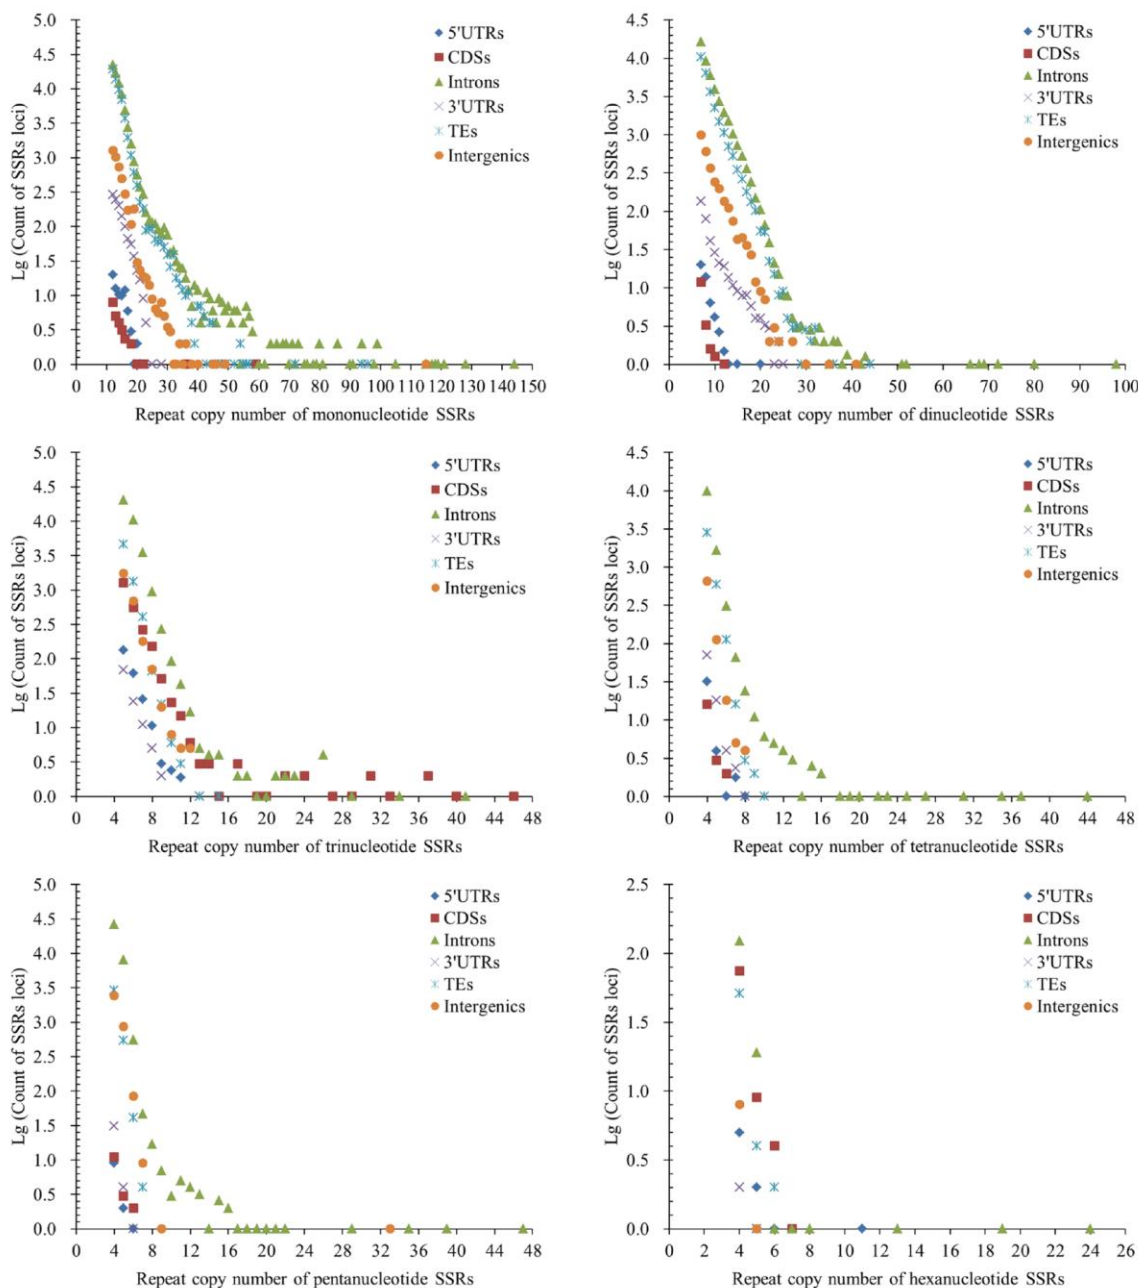 5.0
4.5
4.0
3.5
3.0
2.5
2.0
1.5
1.0
0.5
0.0
Lg (Count of SSRs loci)
0 10 20 30 40 50 60 70 80 90 100 110 120 130 140 150
Repeat copy number of mononucleotide SSRs
5'UTRs
CDSs
Introns
3'UTRs
TEs
Intergenics
4.5
4.0
3.5
3.0
2.5
2.0
1.5
1.0
0.5
0.0
Lg (Count of SSRs loci)
0 10 20 30 40 50 60 70 80 90 100
Repeat copy number of dinucleotide SSRs
5'UTRs
CDSs
Introns
3'UTRs
TEs
Intergenics
5.0
4.5
4.0
3.5
3.0
2.5
2.0
1.5
1.0
0.5
0.0
Lg (Count of SSRs loci)
0 4 8 12 16 20 24 28 32 36 40 44 48
Repeat copy number of trinucleotide SSRs
5'UTRs
CDSs
Introns
3'UTRs
TEs
Intergenics
4.5
4.0
3.5
3.0
2.5
2.0
1.5
1.0
0.5
0.0
Lg (Count of SSRs loci)
0 4 8 12 16 20 24 28 32 36 40 44 48
Repeat copy number of tetranucleotide SSRs
5'UTRs
CDSs
Introns
3'UTRs
TEs
Intergenics
5.0
4.5
4.0
3.5
3.0
2.5
2.0
1.5
1.0
0.5
0.0
Lg (Count of SSRs loci)
0 4 8 12 16 20 24 28 32 36 40 44 48
Repeat copy number of pentanucleotide SSRs
5'UTRs
CDSs
Introns
3'UTRs
TEs
Intergenics
2.5
2.0
1.5
1.0
0.5
0.0
Lg (Count of SSRs loci)
0 2 4 6 8 10 12 14 16 18 20 22 24 26
Repeat copy number of hexanucleotide SSRs
5'UTRs
CDSs
Introns
3'UTRs
TEs
Intergenics